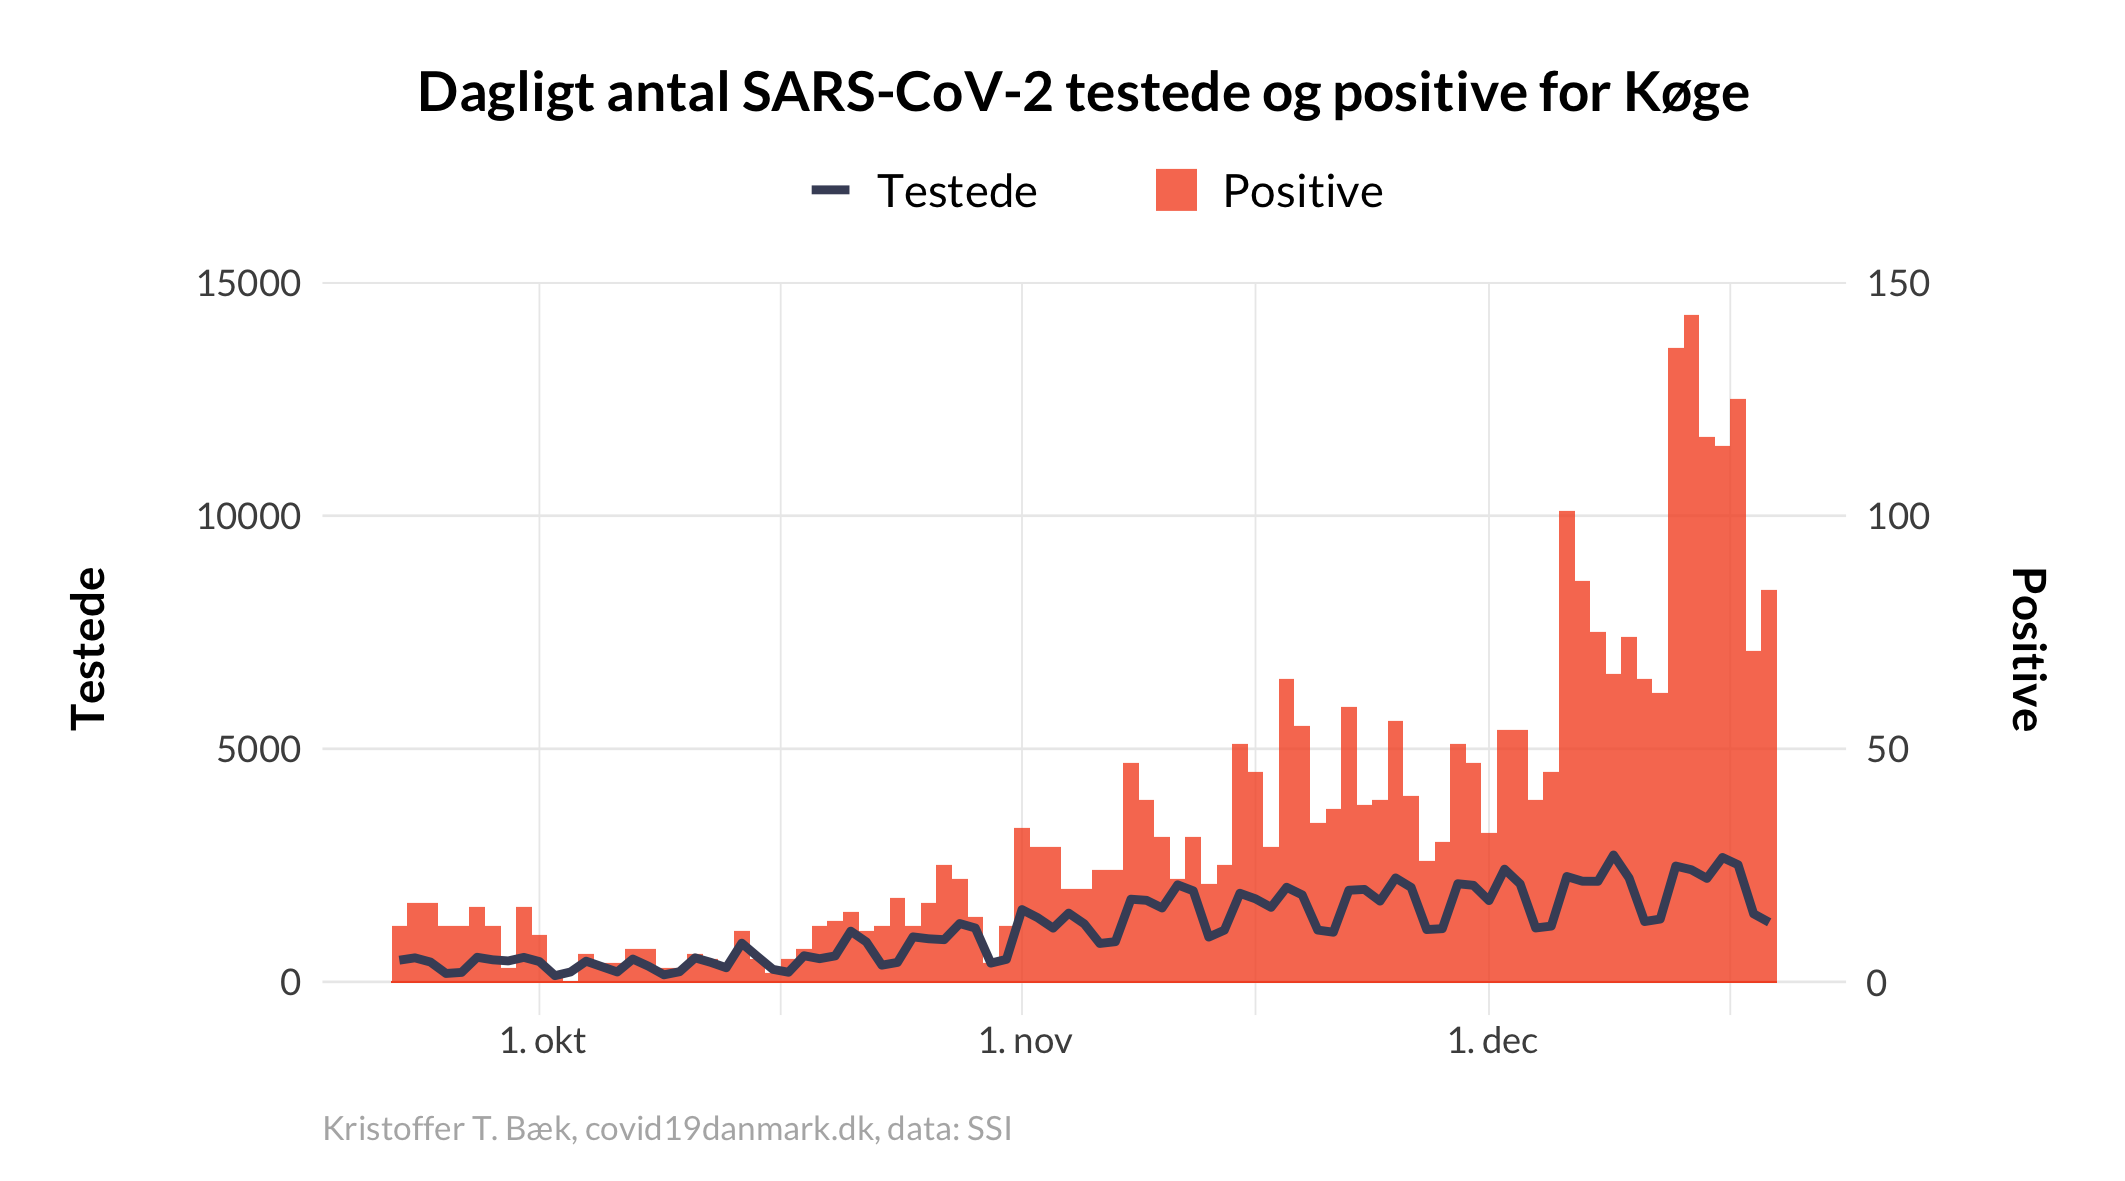 Dagligt antal SARS-CoV-2 testede og positive for Køge
Testede
Positive
15000
10000
5000
0
150
100
50
0
Testede
Positive
1. okt
1. nov
1. dec
Kristoffer T. Bæk, covid19danmark.dk, data: SSI